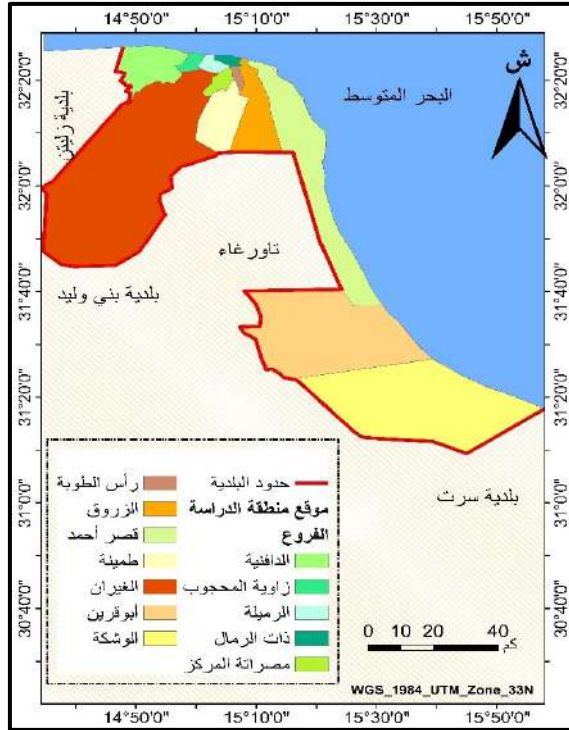 14°50'0" 15°10'0" 15°30'0" 15°50'0"
32°20'0"
32°0'0"
31°40'0"
31°20'0"
31°0'0"
30°40'0"
ش
البحر المتوسط
بلدية زليتن
تاورغاء
بلدية بني وليد
بلدية سرت
حدود البلدية
موقع منطقة الدراسة
الفروع
الدافنية
زاوية المحجوب
الرميلة
ذات الرمال
مصراتة المركز
رأس الطوبة
الزروق
قصر أحمد
طمينة
الغيران
أبوقرين
الوشكة
0 10 20 40
كم
WGS_1984_UTM_Zone_33N
32°20'0"
32°0'0"
31°40'0"
31°20'0"
31°0'0"
30°40'0"
14°50'0" 15°10'0" 15°30'0" 15°50'0"